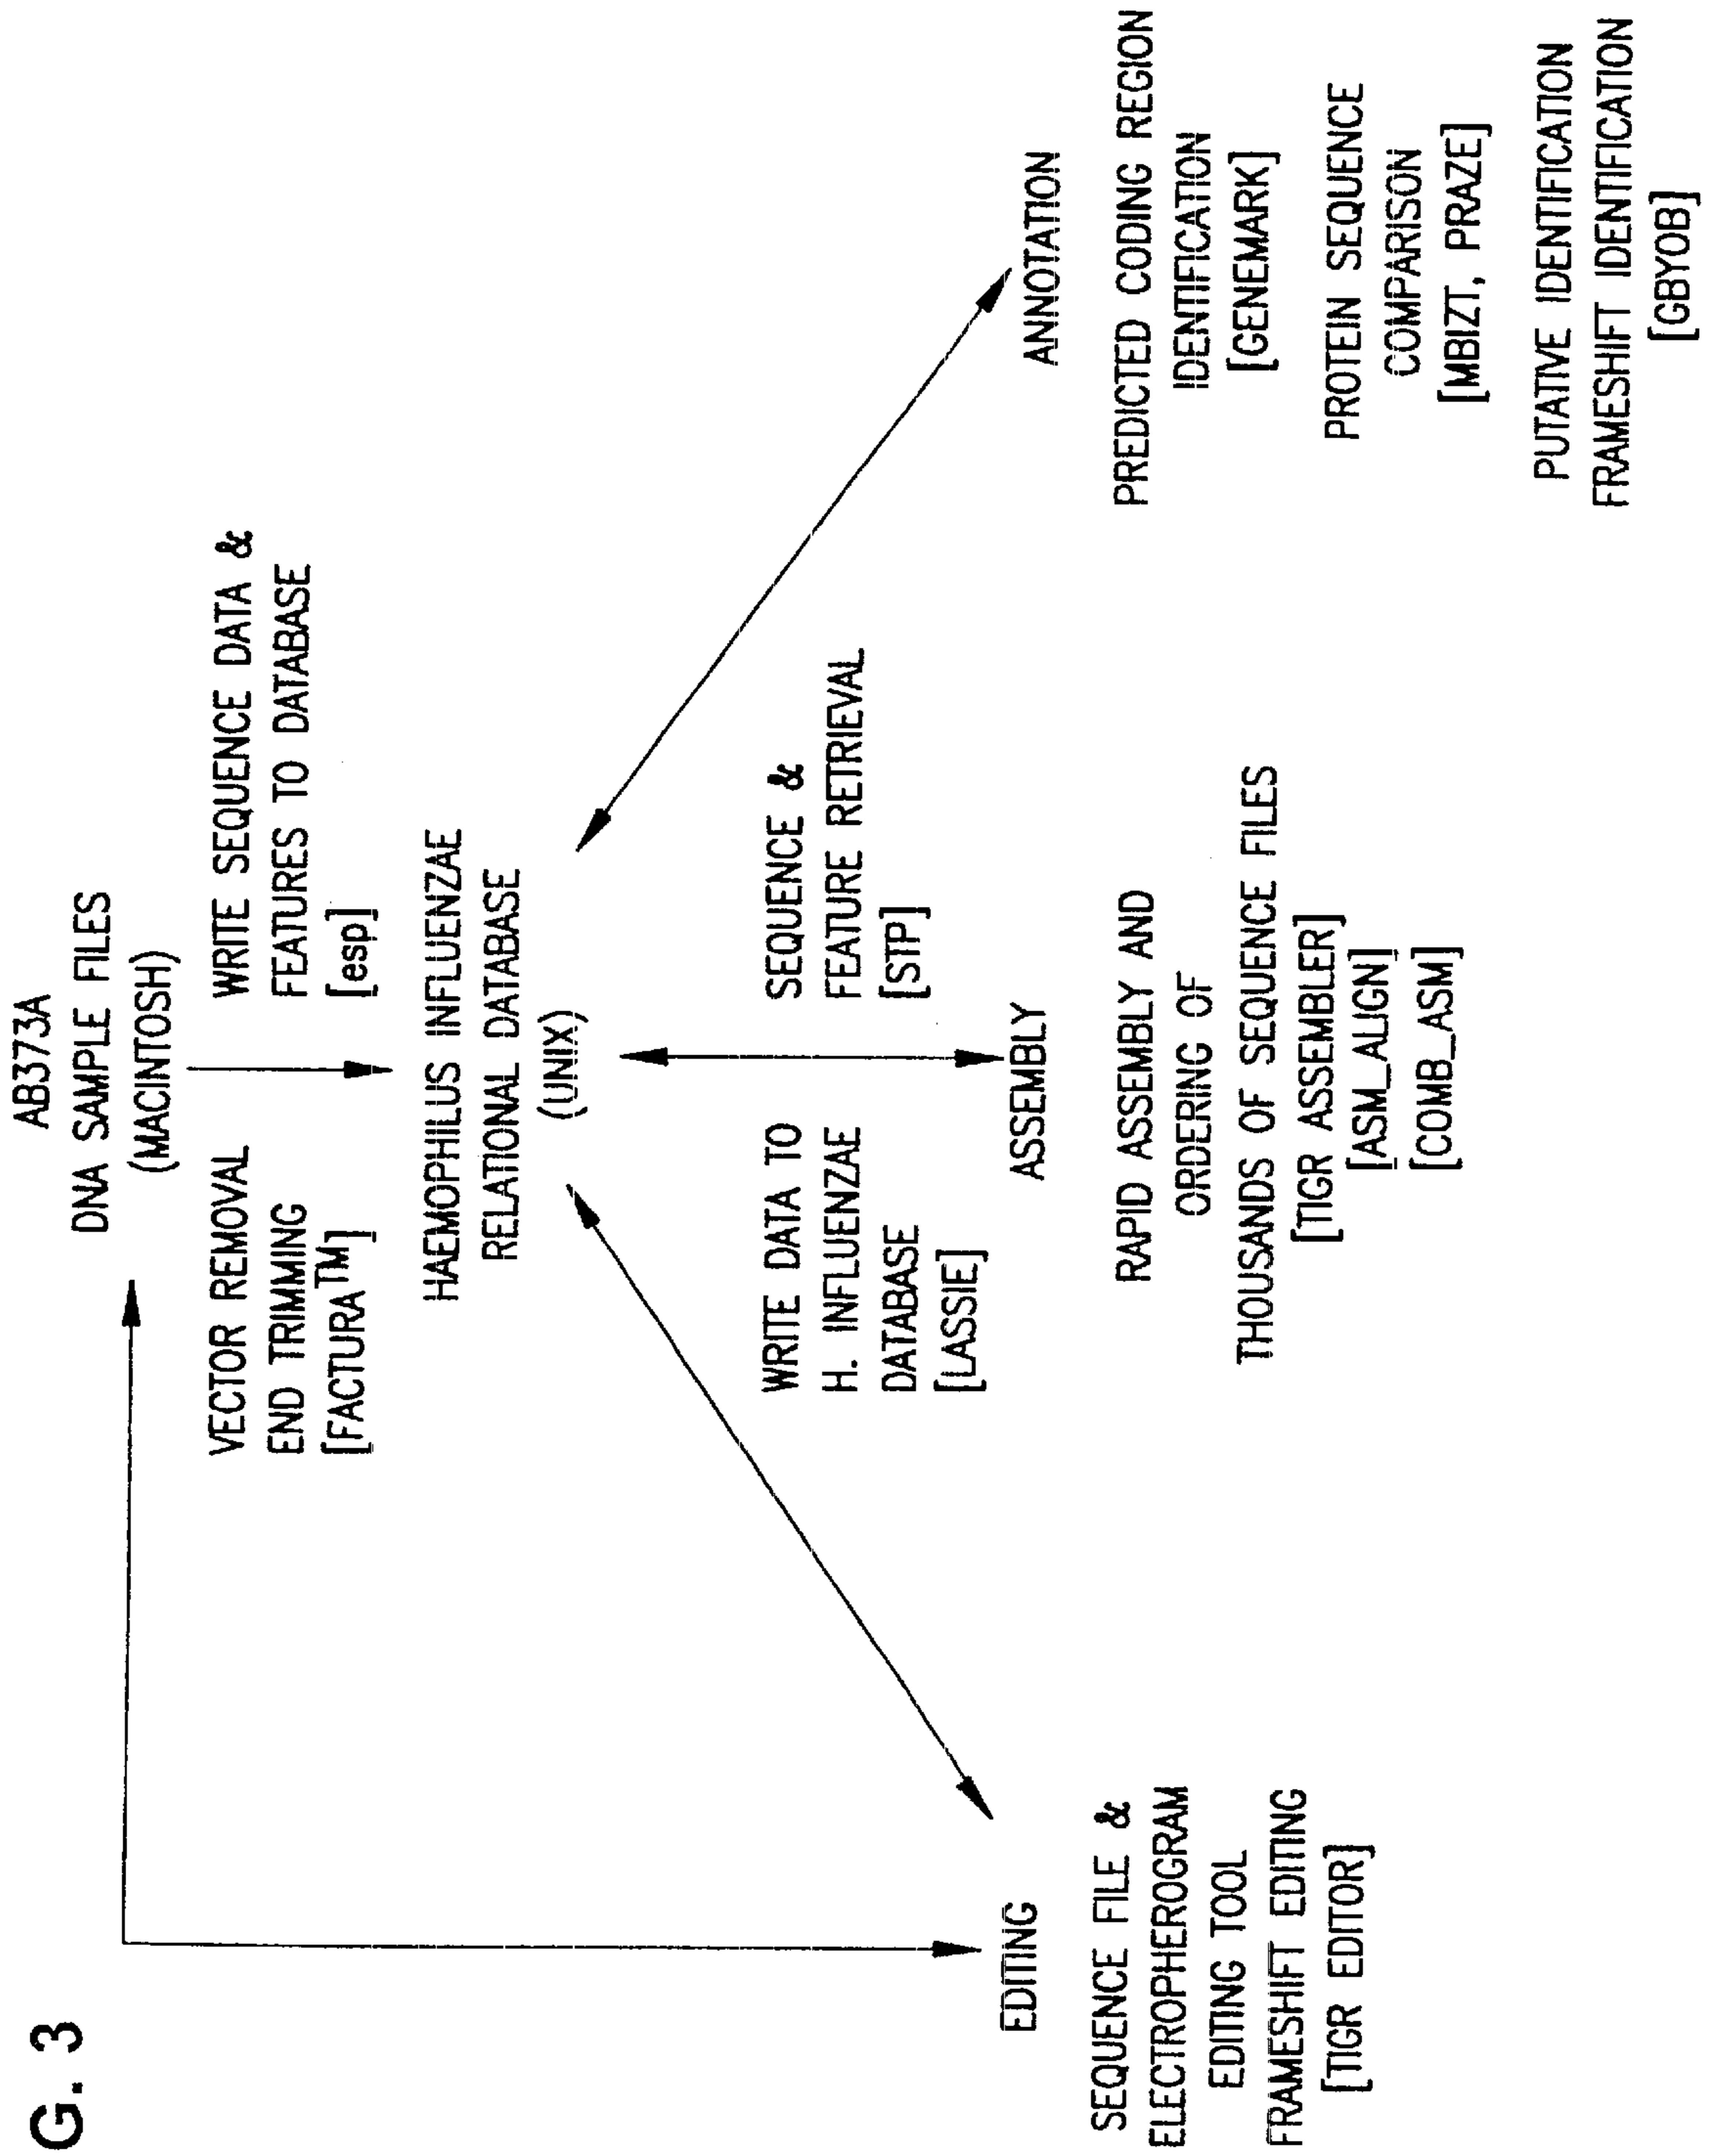 G. 3
AB373A
DNA SAMPLE FILES
(MACINTOSH)
VECTOR REMOVAL
END TRIMMING
[FACTURA™]
WRITE SEQUENCE DATA &
FEATURES TO DATABASE
[esp]
HAEMOPHILUS INFLUENZAE
RELATIONAL DATABASE
(UNIX)
WRITE DATA TO
H. INFLUENZAE
DATABASE
[LASSIE]
SEQUENCE &
FEATURE RETRIEVAL
[STP]
EDITING
SEQUENCE FILE &
ELECTROPHEROGRAM
EDITING TOOL
FRAMESHIFT EDITING
[TIGR EDITOR]
ASSEMBLY
RAPID ASSEMBLY AND
ORDERING OF
THOUSANDS OF SEQUENCE FILES
[TIGR ASSEMBLER]
[ASM_ALIGN]
[COMB_ASM]
ANNOTATION
PREDICTED CODING REGION
IDENTIFICATION
[GENEMARK]
PROTEIN SEQUENCE
COMPARISON
[MBIZT, PRAZE]
PUTATIVE IDENTIFICATION
FRAMESHIFT IDENTIFICATION
[GBYOB]